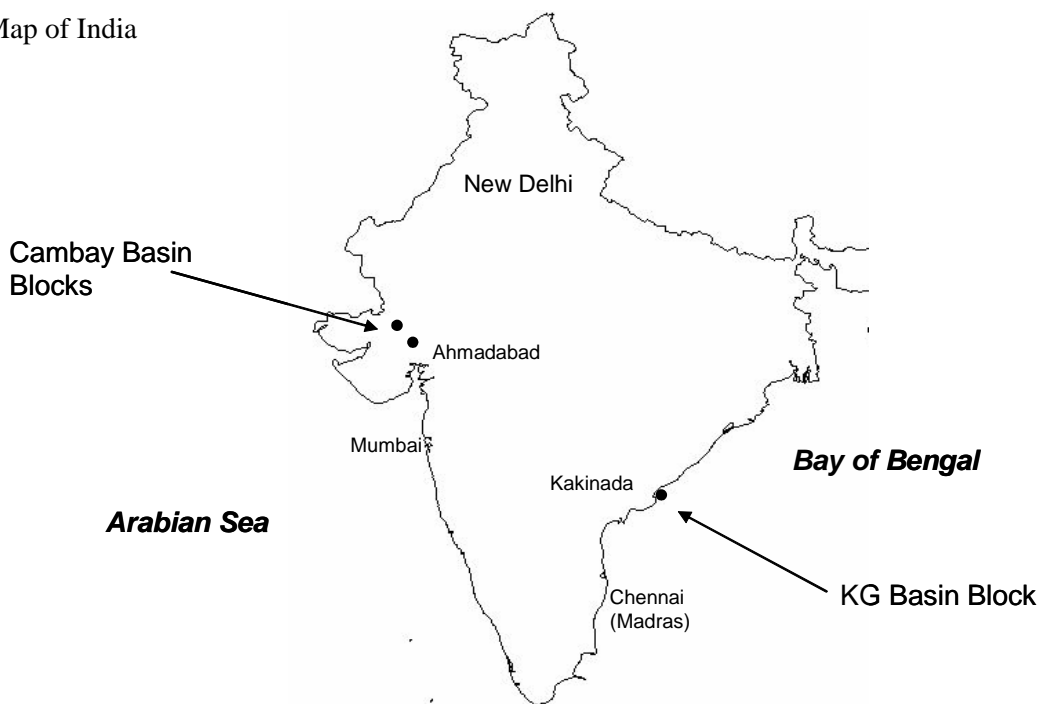 Map of India
New Delhi
Cambay Basin
Blocks
Ahmadabad
Mumbai
Bay of Bengal
Kakinada
Arabian Sea
KG Basin Block
Chennai
(Madras)